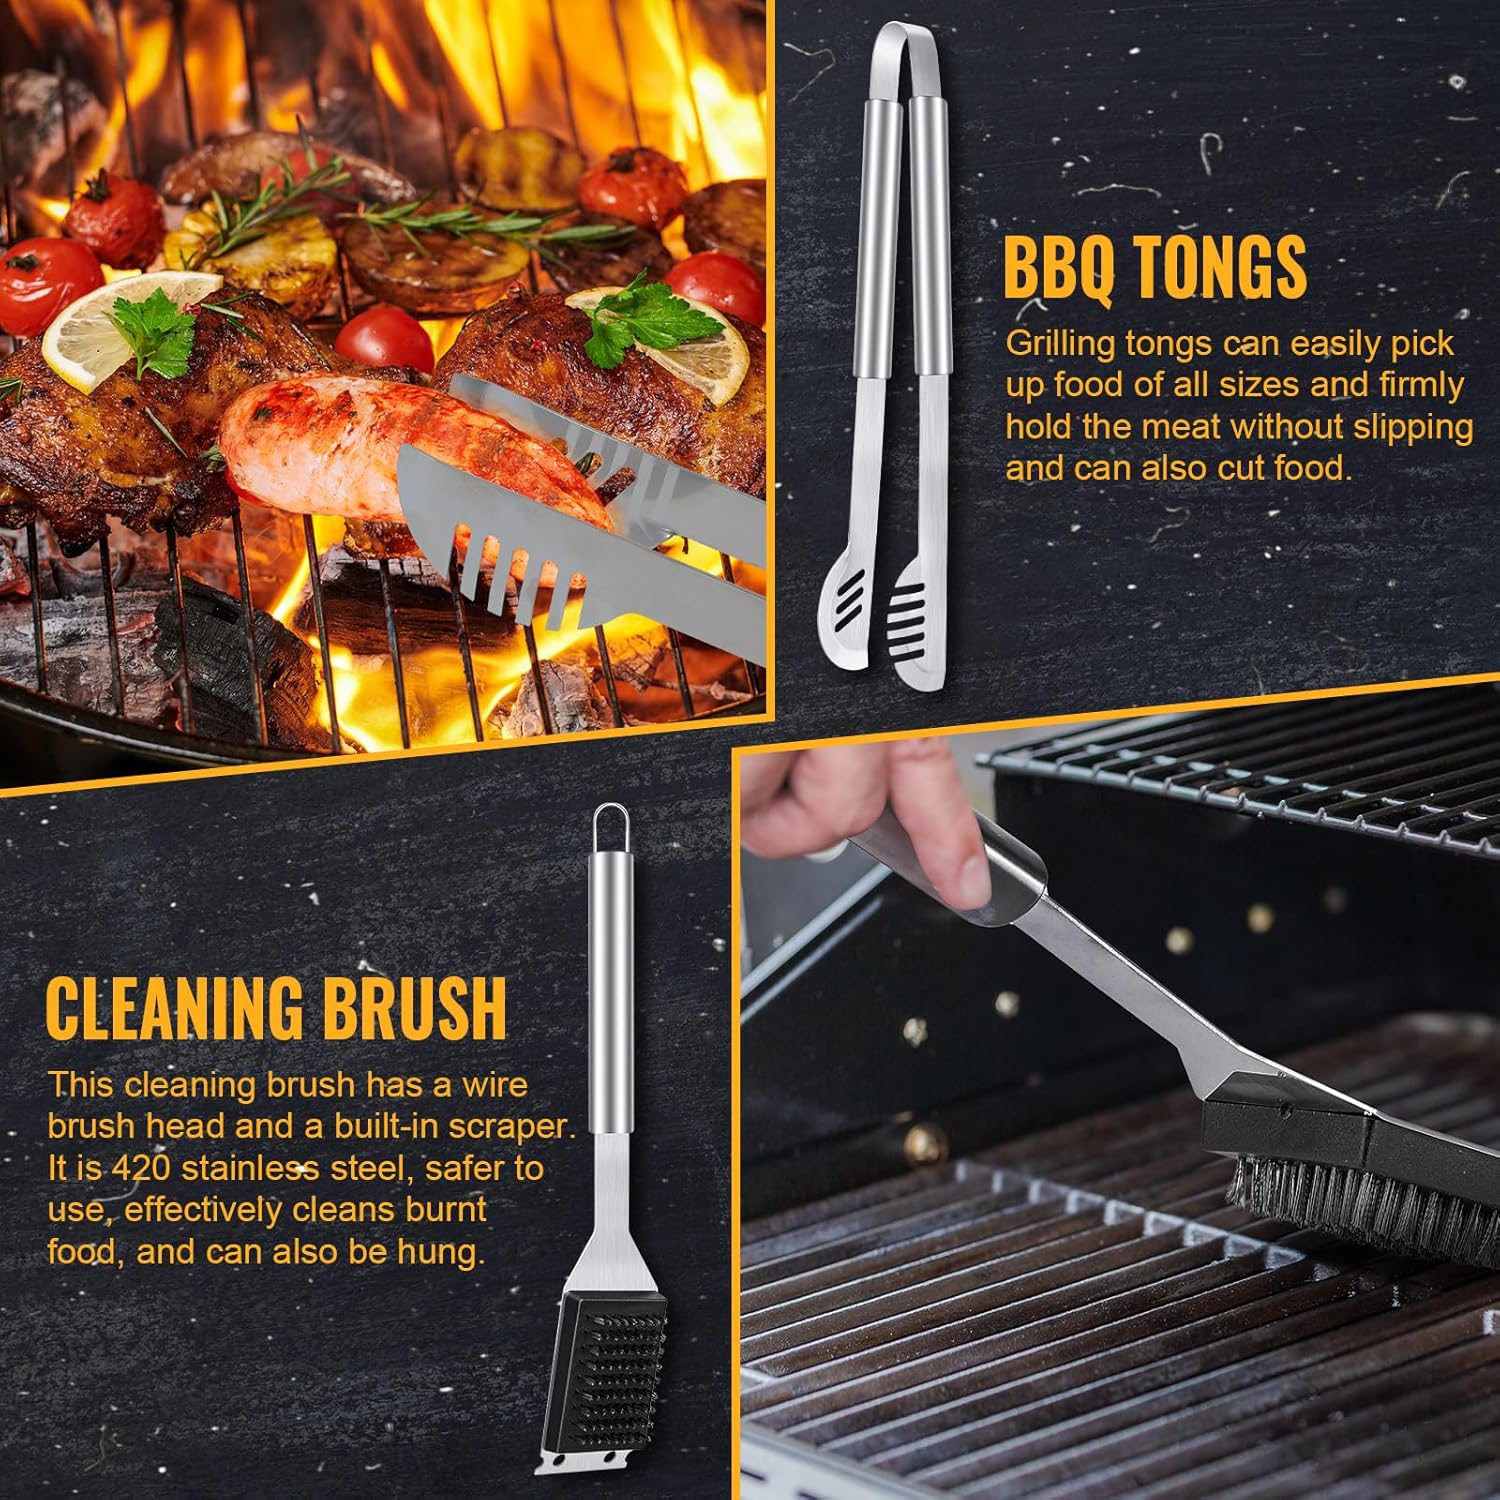 BBQ TONGS
Grilling tongs can easily pick
up food of all sizes and firmly
hold the meat without slipping
and can also cut food.
CLEANING BRUSH
This cleaning brush has a wire
brush head and a built-in scraper.
It is 420 stainless steel, safer to
use, effectively cleans burnt
food, and can also be hung.